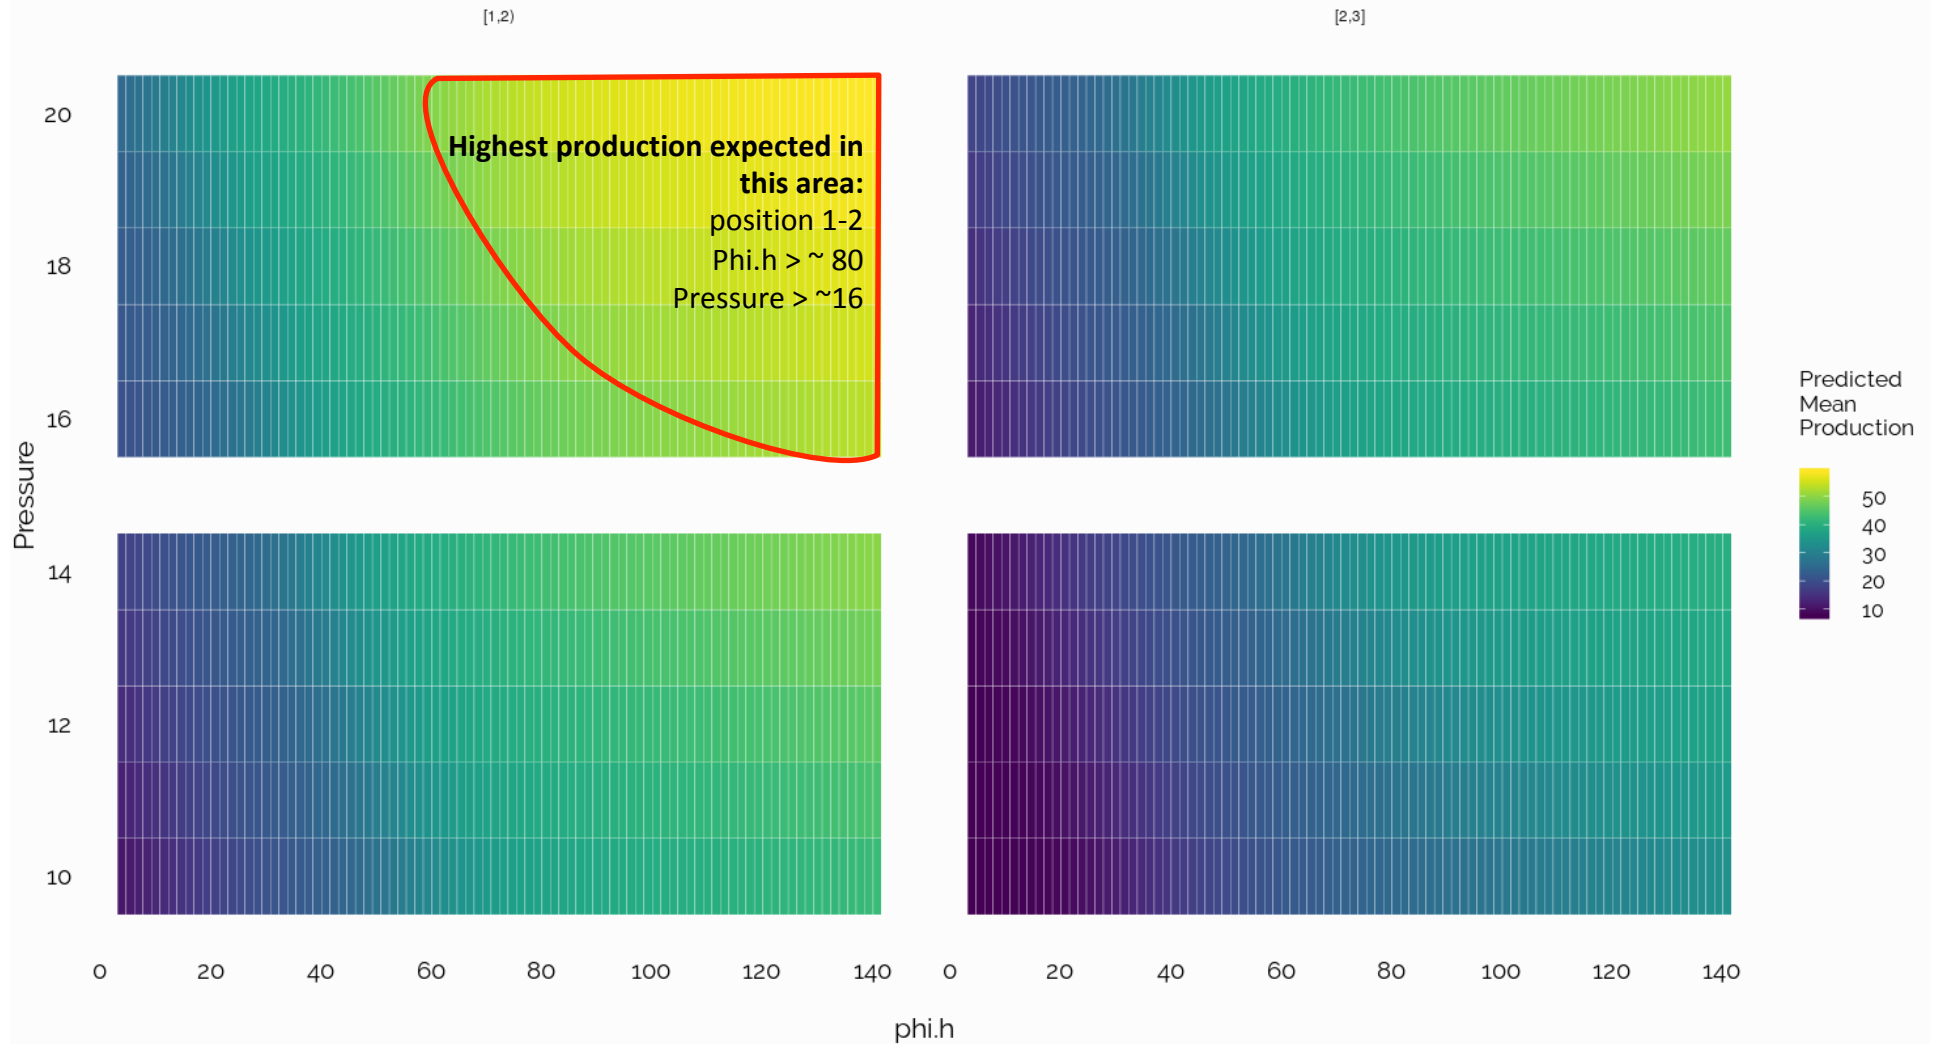 [1,2)
[2,3]
20
18
16
14
12
10
Pressure
Highest production expected in
this area:
position 1-2
Phi.h > ~ 80
Pressure > ~16
Predicted
Mean
Production
50
40
30
20
10
0 20 40 60 80 100 120 140
0 20 40 60 80 100 120 140
phi.h